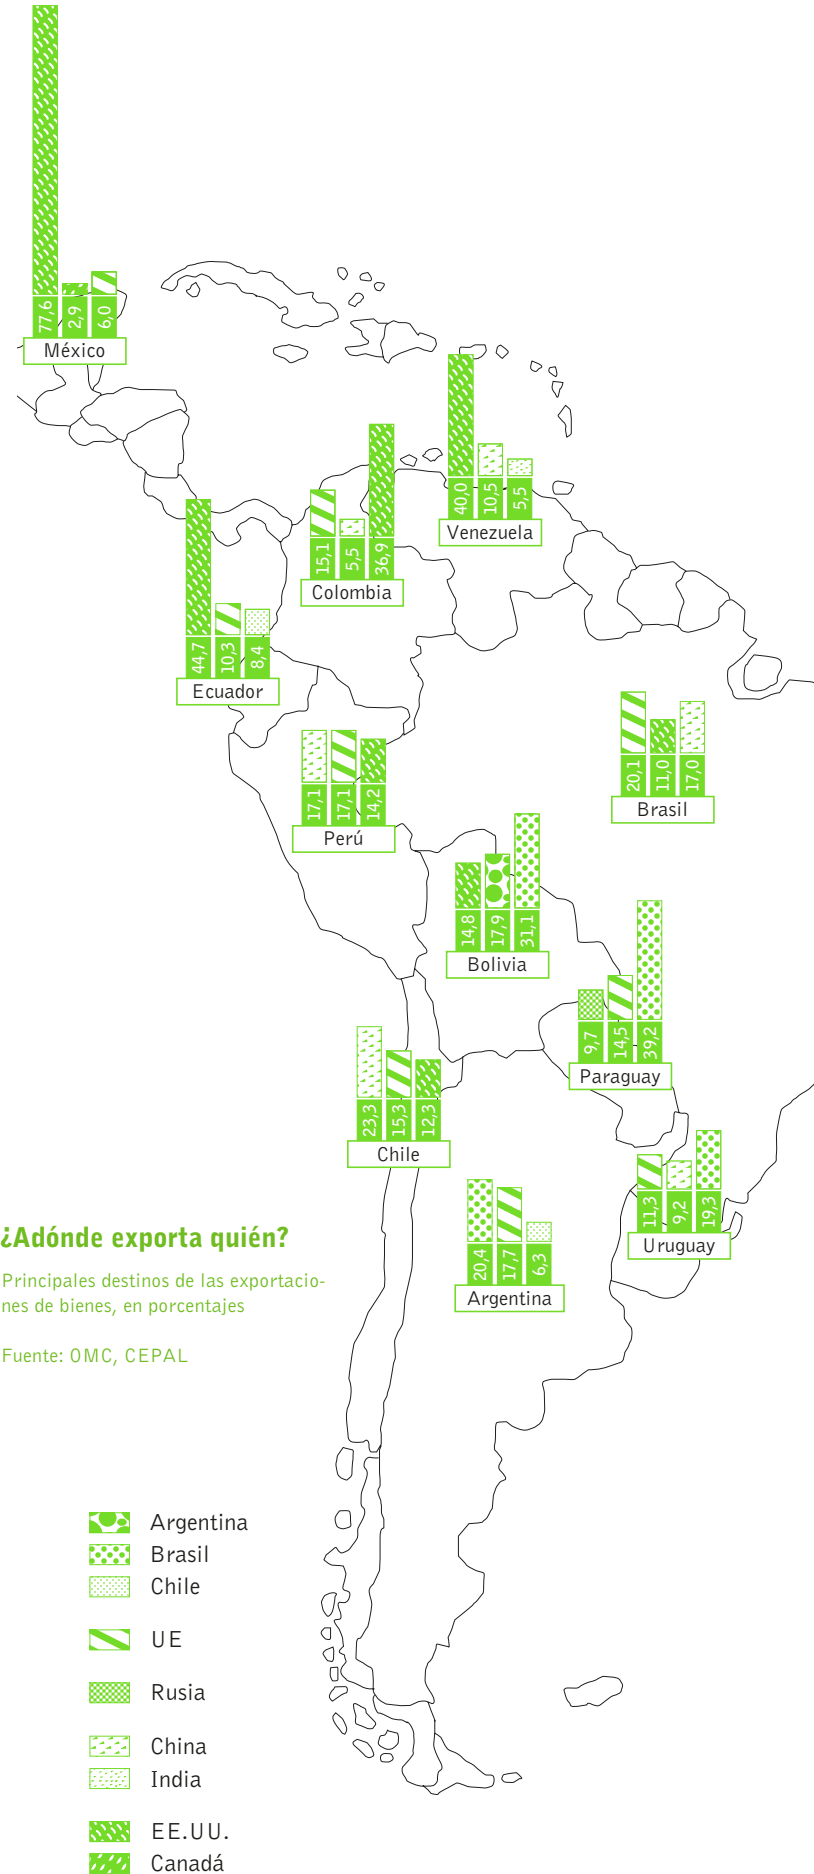 77,6
2,9
6,0
México
40,0
10,5
5,5
Venezuela
15,1
5,5
36,9
Colombia
44,7
10,3
8,4
Ecuador
20,1
11,0
17,0
Brasil
17,1
17,1
14,2
Perú
14,8
17,9
31,1
Bolivia
9,7
14,5
39,2
Paraguay
23,3
15,3
12,3
Chile
11,3
9,2
19,3
Uruguay
20,4
17,7
6,3
Argentina
¿Adónde exporta quién?
Principales destinos de las exportacio-
nes de bienes, en porcentajes
Fuente: OMC, CEPAL
Argentina
Brasil
Chile
UE
Rusia
China
India
EE.UU.
Canadá